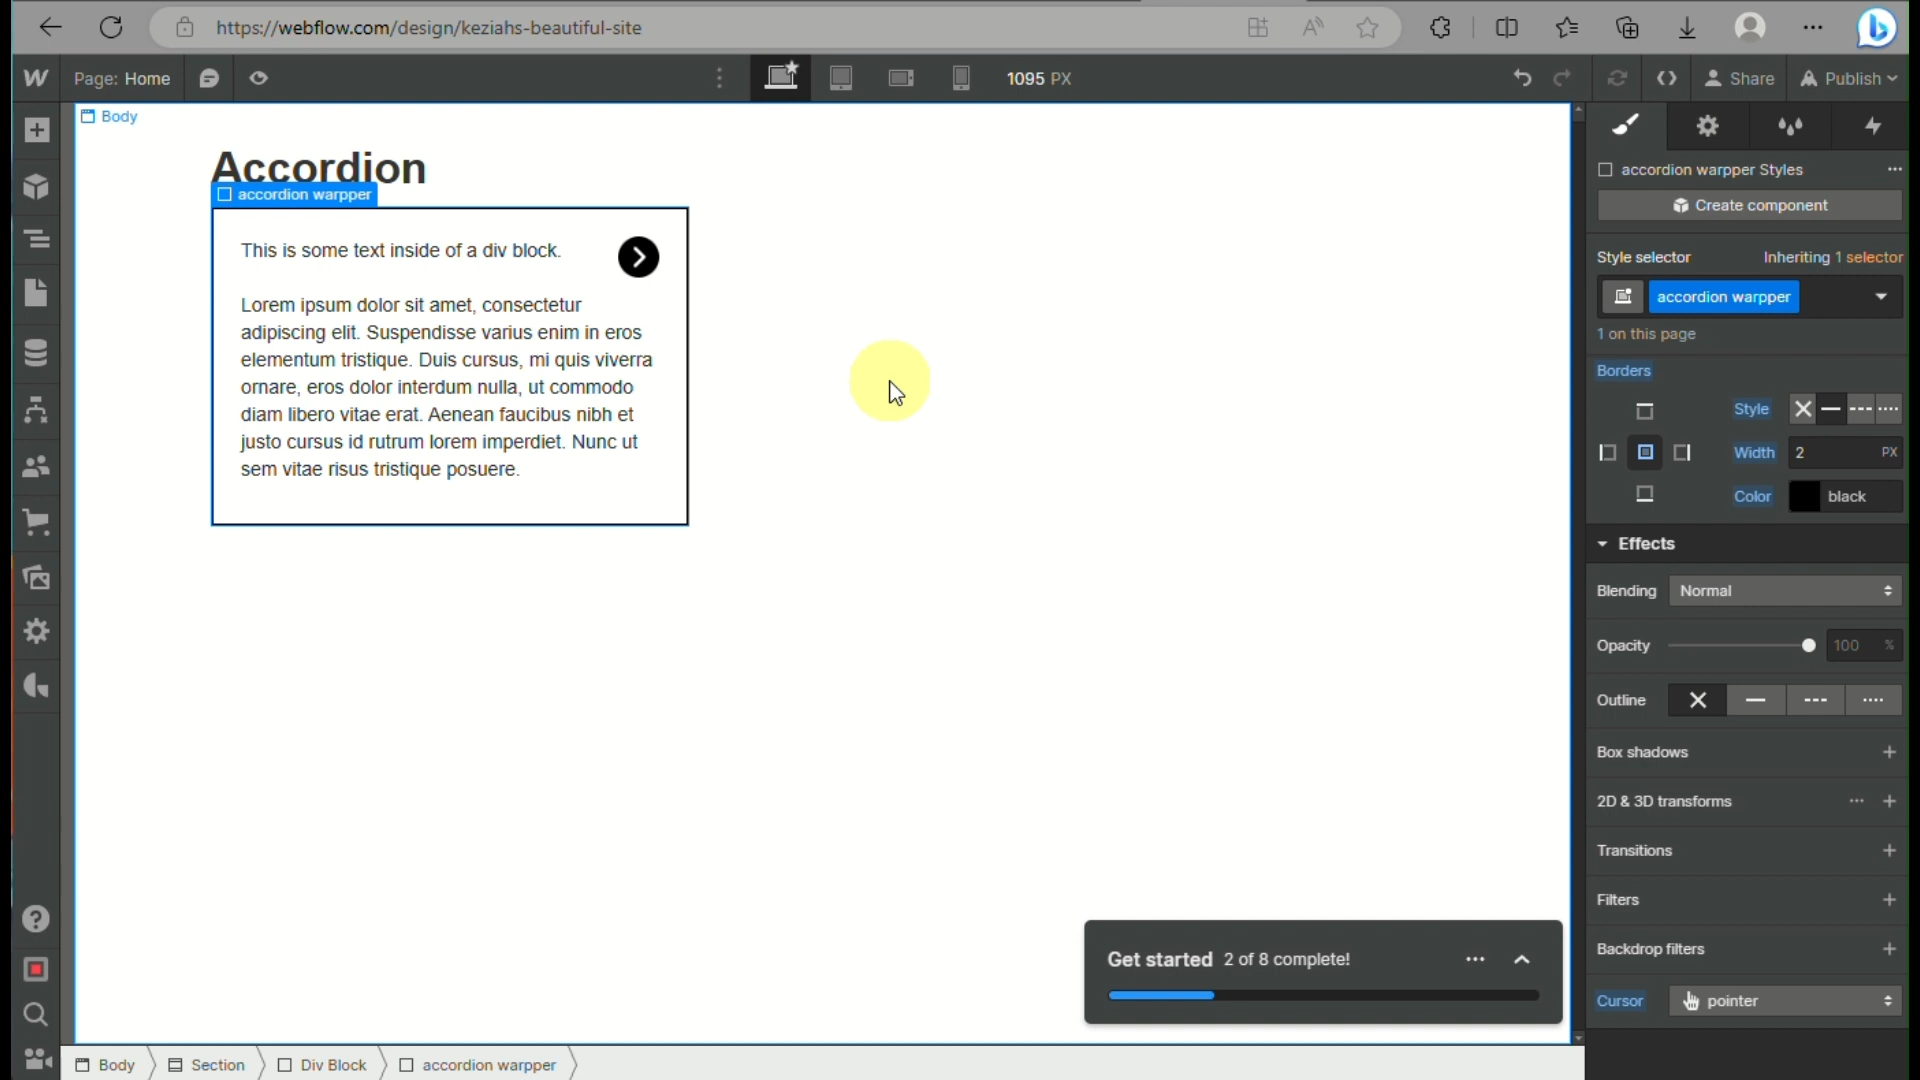 https://webflow.com/design/keziahs-beautiful-site
Page: Home
1095 PX
Share
Publish
Body
Accordion
accordion warpper
This is some text inside of a div block.
Lorem ipsum dolor sit amet, consectetur
adipiscing elit. Suspendisse varius enim in eros
elementum tristique. Duis cursus, mi quis viverra
ornare, eros dolor interdum nulla, ut commodo
diam libero vitae erat. Aenean faucibus nibh et
justo cursus id rutrum lorem imperdiet. Nunc ut
sem vitae risus tristique posuere.
Get started 2 of 8 complete!
Body
Section
Div Block
accordion warpper
accordion warpper Styles
Create component
Style selector
Inheriting 1 selector
accordion warpper
1 on this page
Borders
Style
Width 2 PX
Color black
Effects
Blending Normal
Opacity 100 %
Outline
Box shadows
2D & 3D transforms
Transitions
Filters
Backdrop filters
Cursor pointer